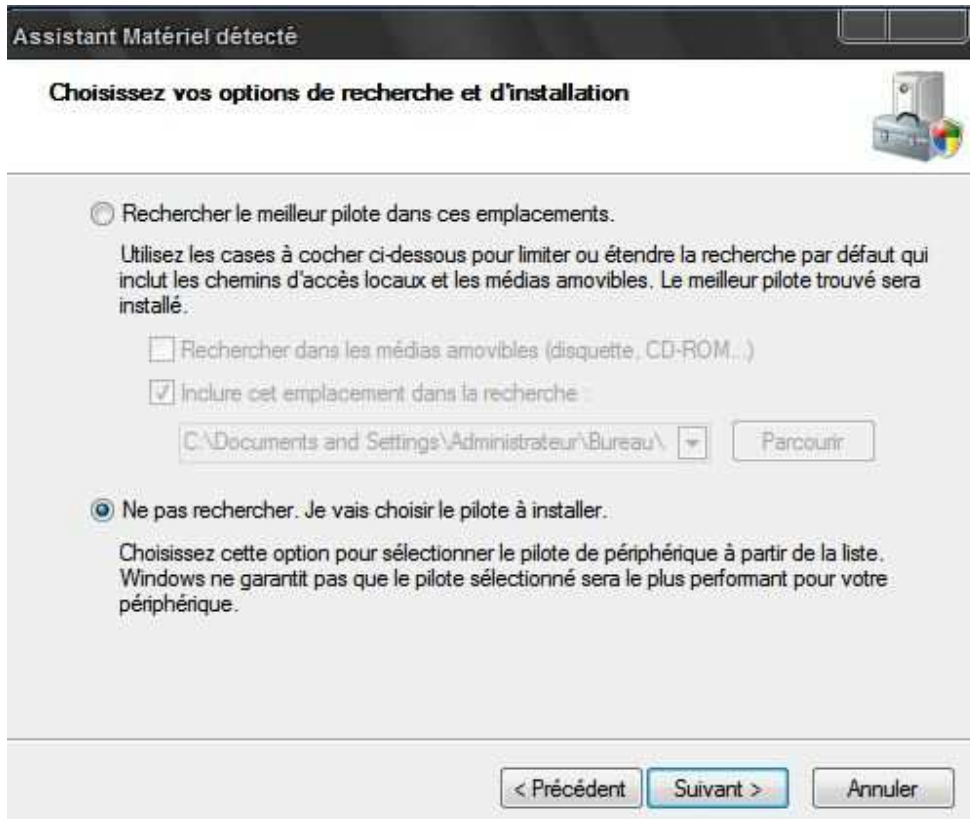 Assistant Matériel détecté
Choisissez vos options de recherche et d'installation
Rechercher le meilleur pilote dans ces emplacements.
Utilisez les cases à cocher ci-dessous pour limiter ou étendre la recherche par défaut qui
inclut les chemins d'accès locaux et les médias amovibles. Le meilleur pilote trouvé sera
installé.
Rechercher dans les médias amovibles (disquette, CD-ROM...)
Inclure cet emplacement dans la recherche :
C:\Documents and Settings\Administrateur\Bureau\ Parcourir
Ne pas rechercher. Je vais choisir le pilote à installer.
Choisissez cette option pour sélectionner le pilote de périphérique à partir de la liste.
Windows ne garantit pas que le pilote sélectionné sera le plus performant pour votre
périphérique.
< Précédent Suivant > Annuler